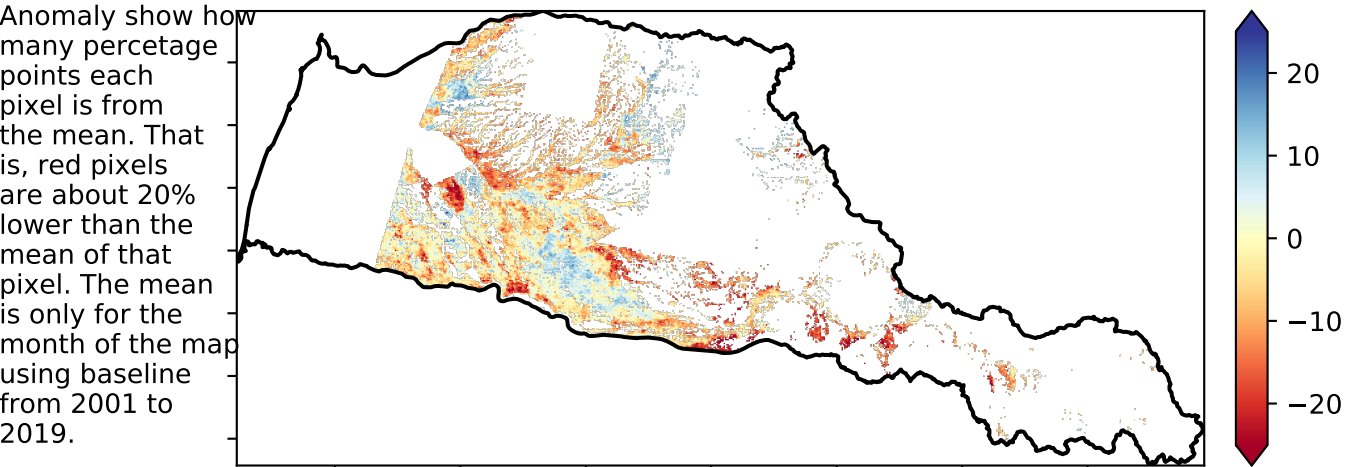 Anomaly show how
many percetage
points each
pixel is from
the mean. That
is, red pixels
are about 20%
lower than the
mean of that
pixel. The mean
is only for the
month of the map
using baseline
from 2001 to
2019.
20
10
0
−10
−20